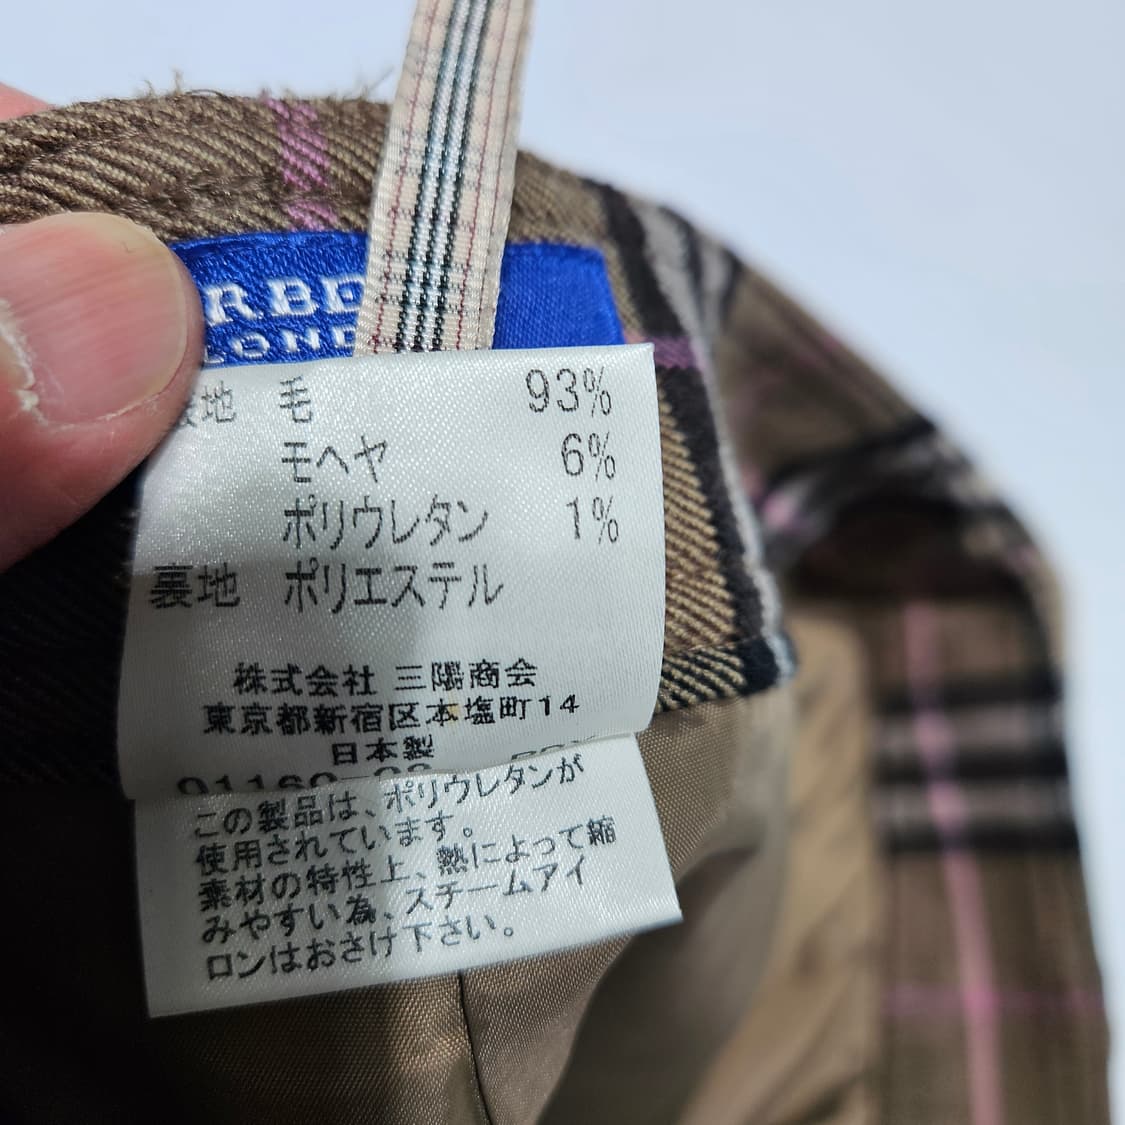 RBE
LOND
表地 毛 93%
モヘヤ 6%
ポリウレタン 1%
裏地 ポリエステル
株式会社 三陽商会
東京都新宿区本塩町14
日本製
この製品は、ポリウレタンが
使用されています。
素材の特性上、熱によって縮
みやすい為、スチームアイ
ロンはおさけ下さい。